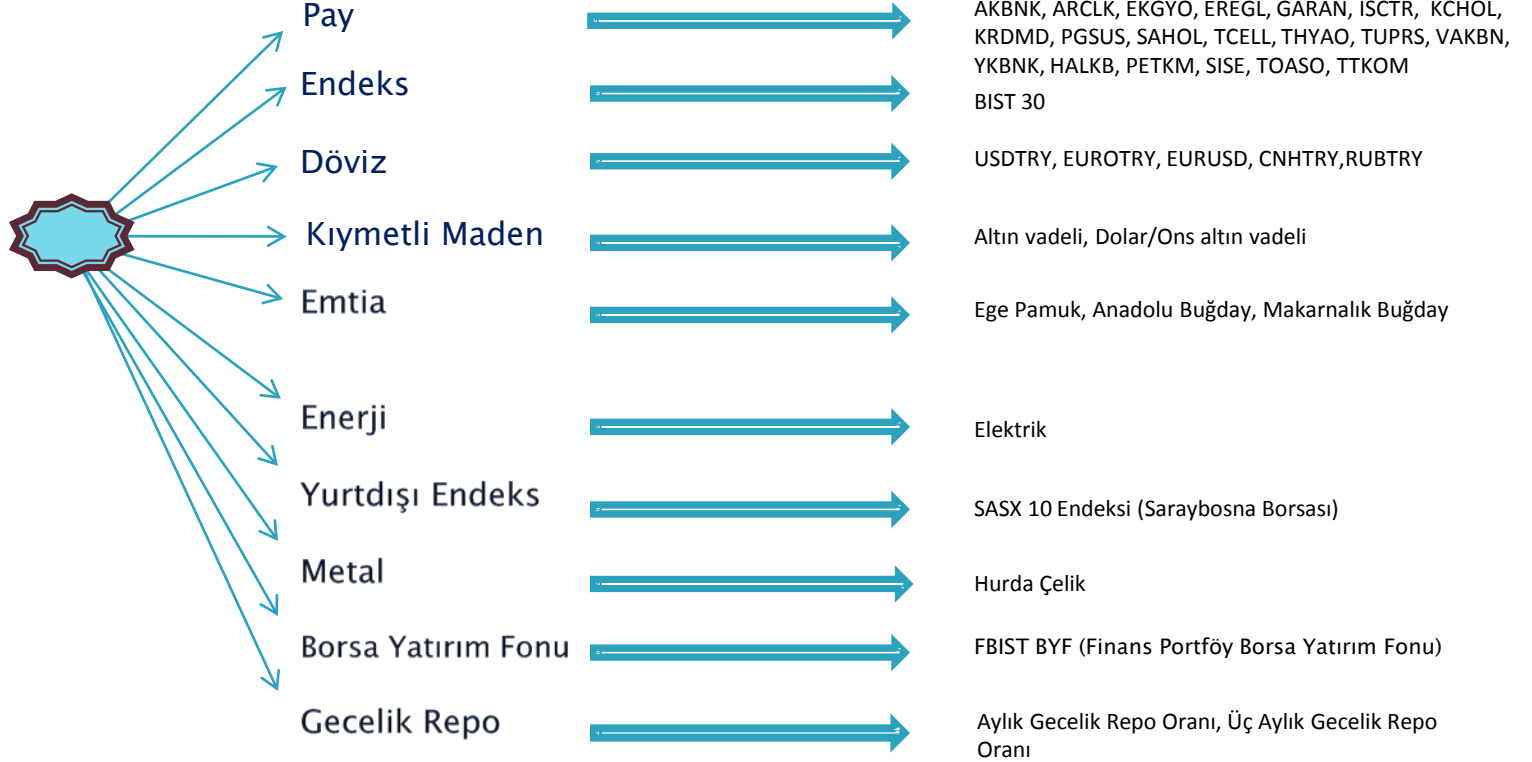 Pay
AKBNK, ARCLK, EKGYO, EREGL, GARAN, ISCTR, KCHOL,
KRDMD, PGSUS, SAHOL, TCELL, THYAO, TUPRS, VAKBN,
YKBNK, HALKB, PETKM, SISE, TOASO, TTKOM
Endeks
BIST 30
Döviz
USDTRY, EUROTRY, EURUSD, CNHTRY,RUBTRY
Kıymetli Maden
Altın vadeli, Dolar/Ons altın vadeli
Emtia
Ege Pamuk, Anadolu Buğday, Makarnalık Buğday
Enerji
Elektrik
Yurtdışı Endeks
SASX 10 Endeksi (Saraybosna Borsası)
Metal
Hurda Çelik
Borsa Yatırım Fonu
FBIST BYF (Finans Portföy Borsa Yatırım Fonu)
Gecelik Repo
Aylık Gecelik Repo Oranı, Üç Aylık Gecelik Repo
Oranı